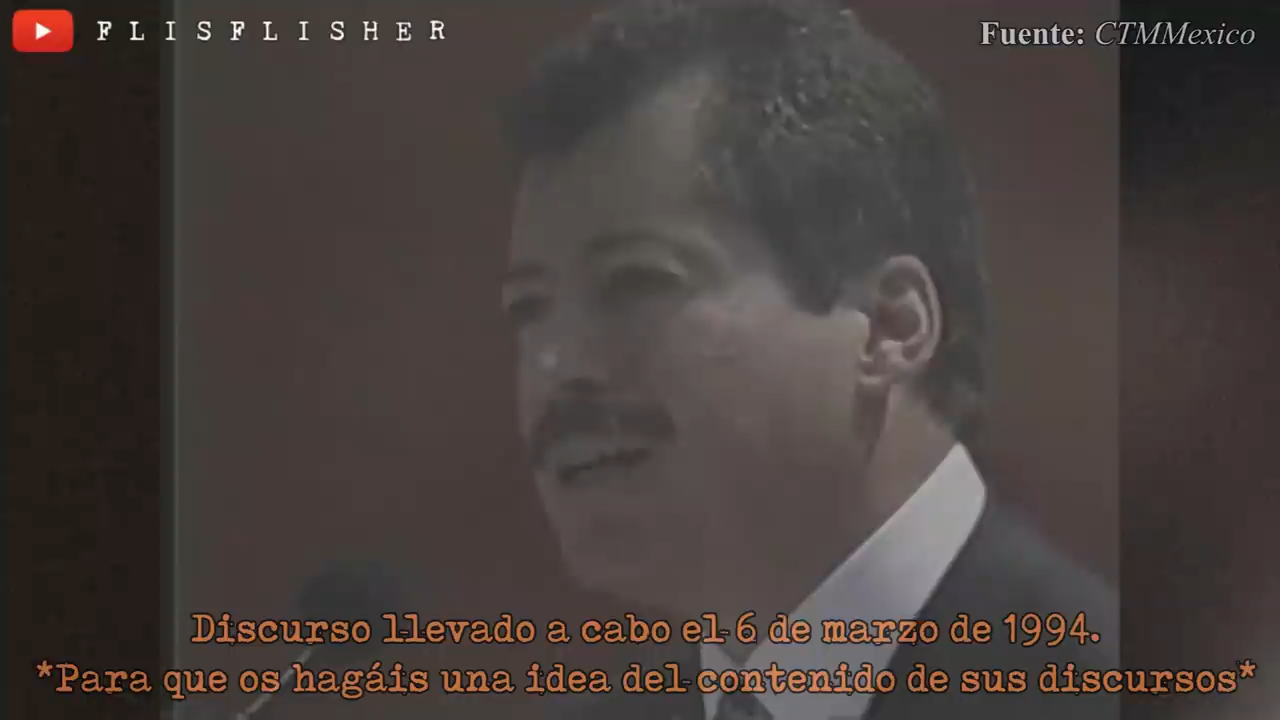 FLISFLISHER
Fuente: CTMMexico
Discurso llevado a cabo el 6 de marzo de 1994.
*Para que os hagáis una idea del contenido de sus discursos*